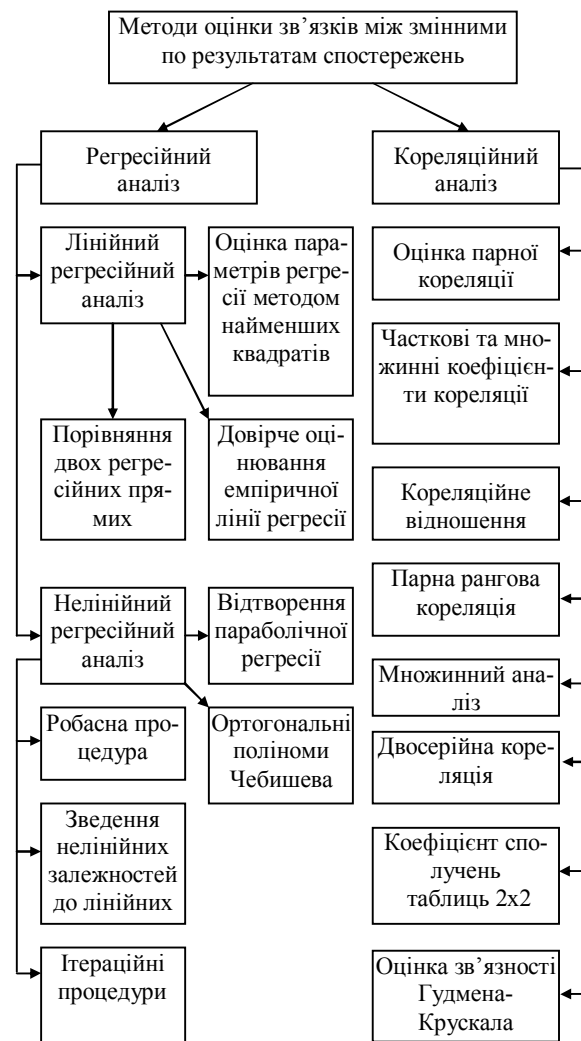 Методи оцінки зв’язків між змінними
по результатам спостережень
Регресійний
аналіз
Кореляційний
аналіз
Лінійний
регресійний
аналіз
Оцінка пара-
метрів регре-
сії методом
найменших
квадратів
Порівняння
двох регре-
сійних пря-
мих
Довірче оці-
нювання
емпіричної
лінії регресії
Нелінійний
регресійний
аналіз
Відтворення
параболічної
регресії
Робасна про-
цедура
Ортогональні
поліноми
Чебишева
Зведення
нелінійних
залежностей
до лінійних
Ітераційні
процедури
Оцінка парної
кореляції
Часткові та мно-
жинні коефіцієн-
ти кореляції
Кореляційне
відношення
Парна рангова
кореляція
Множинний ана-
ліз
Двосерійна коре-
ляція
Коефіцієнт спо-
лучень
таблиць 2х2
Оцінка зв’язності
Гудмена-
Крускала